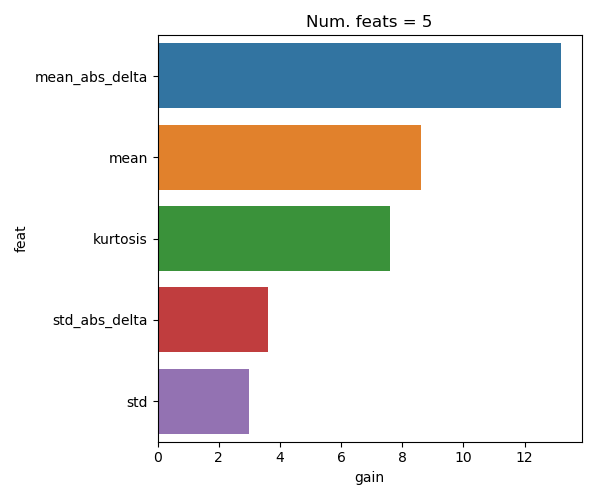 Num. feats = 5
mean_abs_delta
mean
kurtosis
std_abs_delta
std
feat
0 2 4 6 8 10 12
gain